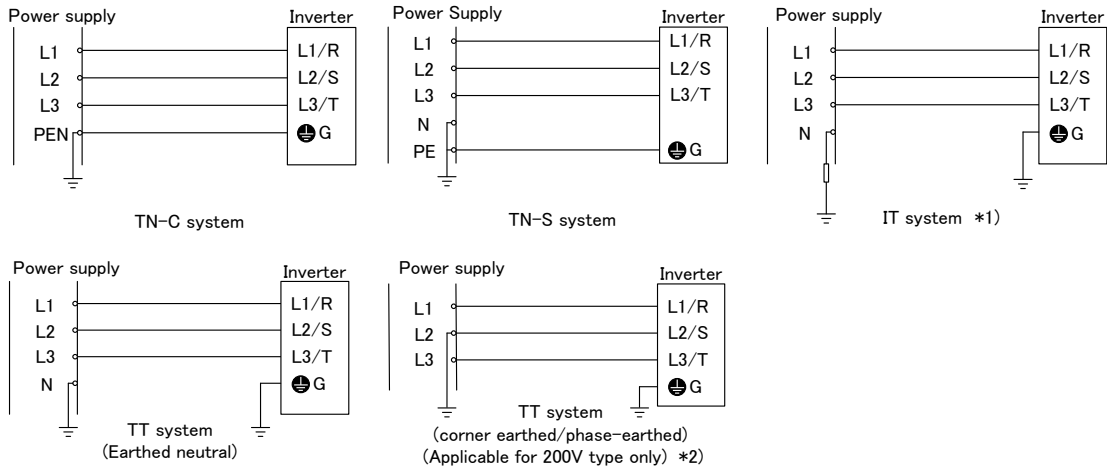 Power supply
Inverter
L1
L1/R
L2
L2/S
L3
L3/T
PEN
G
TN-C system
Power Supply
Inverter
L1
L1/R
L2
L2/S
L3
L3/T
N
PE
G
TN-S system
Power supply
Inverter
L1
L1/R
L2
L2/S
L3
L3/T
N
G
IT system *1)
Power supply
Inverter
L1
L1/R
L2
L2/S
L3
L3/T
N
G
TT system
(Earthed neutral)
Power supply
Inverter
L1
L1/R
L2
L2/S
L3
L3/T
G
TT system
(corner earthed/phase-earthed)
(Applicable for 200V type only) *2)